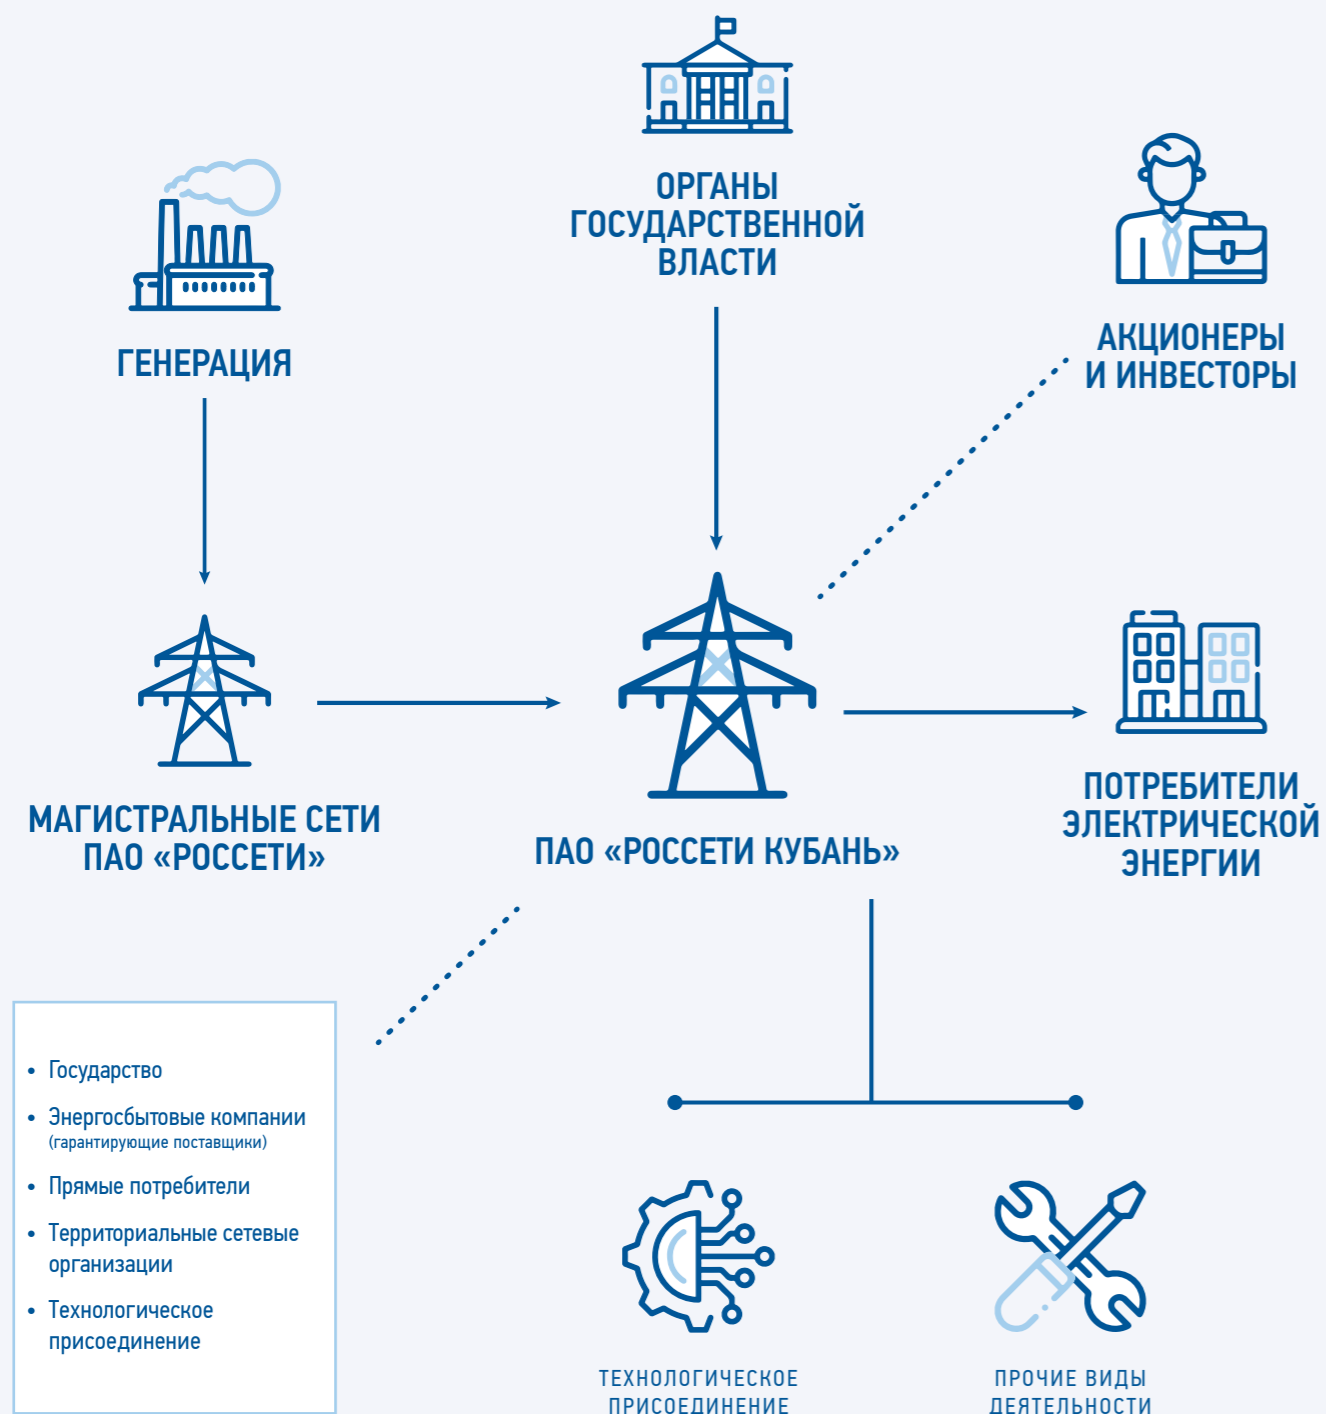 ОРГАНЫ
ГОСУДАРСТВЕННОЙ
ВЛАСТИ
ГЕНЕРАЦИЯ
АКЦИОНЕРЫ
И ИНВЕСТОРЫ
МАГИСТРАЛЬНЫЕ СЕТИ
ПАО «РОССЕТИ»
ПАО «РОССЕТИ КУБАНЬ»
ПОТРЕБИТЕЛИ
ЭЛЕКТРИЧЕСКОЙ
ЭНЕРГИИ
• Государство
• Энергосбытовые компании
(гарантирующие поставщики)
• Прямые потребители
• Территориальные сетевые
организации
• Технологическое
присоединение
ТЕХНОЛОГИЧЕСКОЕ
ПРИСОЕДИНЕНИЕ
ПРОЧИЕ ВИДЫ
ДЕЯТЕЛЬНОСТИ